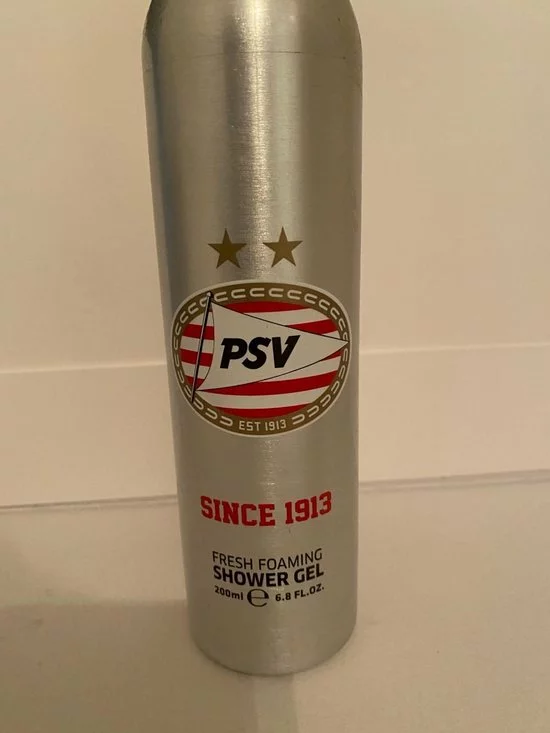 PSV
EST 1913
SINCE 1913
FRESH FOAMING
SHOWER GEL
200ml ℮ 6.8 FL.OZ.